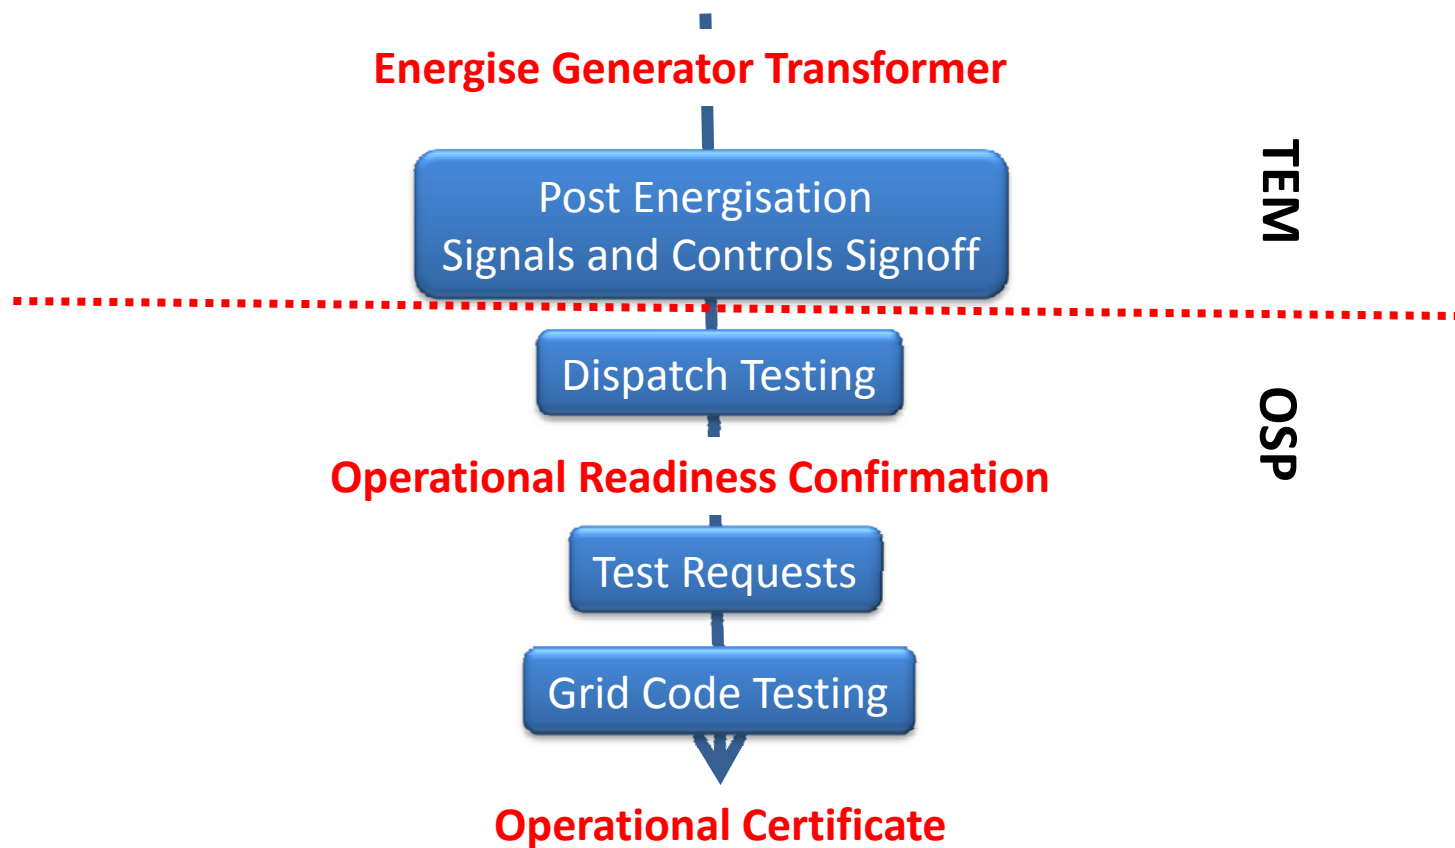 Energise Generator Transformer
TEM
Post Energisation
Signals and Controls Signoff
Dispatch Testing
OSP
Operational Readiness Confirmation
Test Requests
Grid Code Testing
Operational Certificate